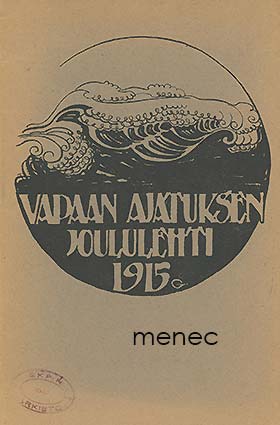 VAPAAN AJATUKSEN
JOULULEHTI
1915
menec